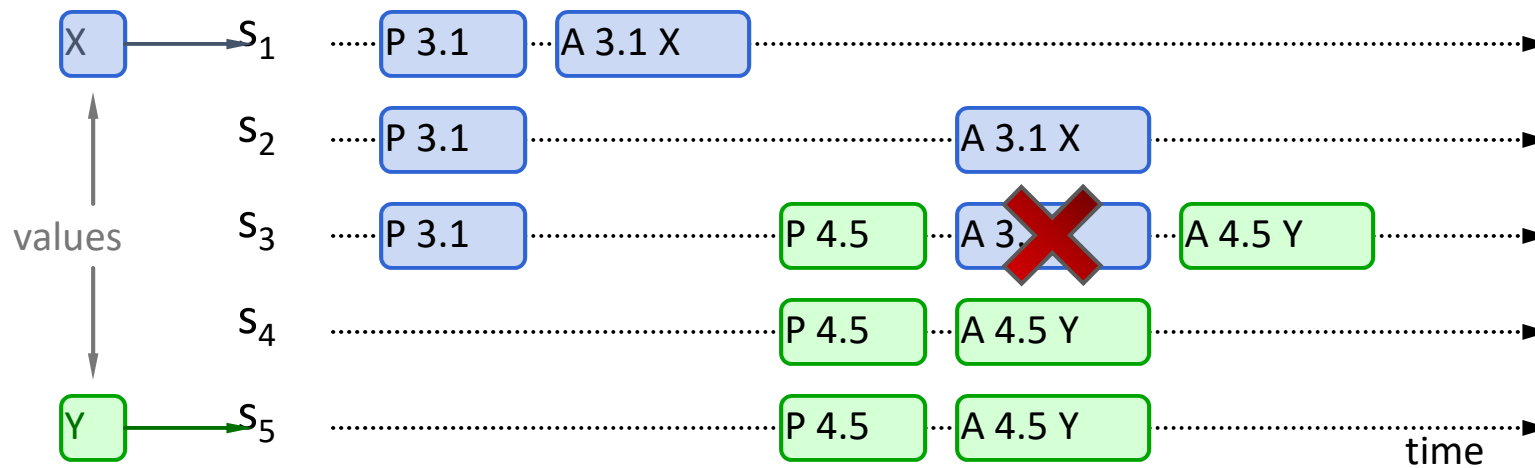 X s1 P 3.1 A 3.1 X
s2 P 3.1 A 3.1 X
values s3 P 3.1 P 4.5 A 3. A 4.5 Y
s4 P 4.5 A 4.5 Y
Y s5 P 4.5 A 4.5 Y
time